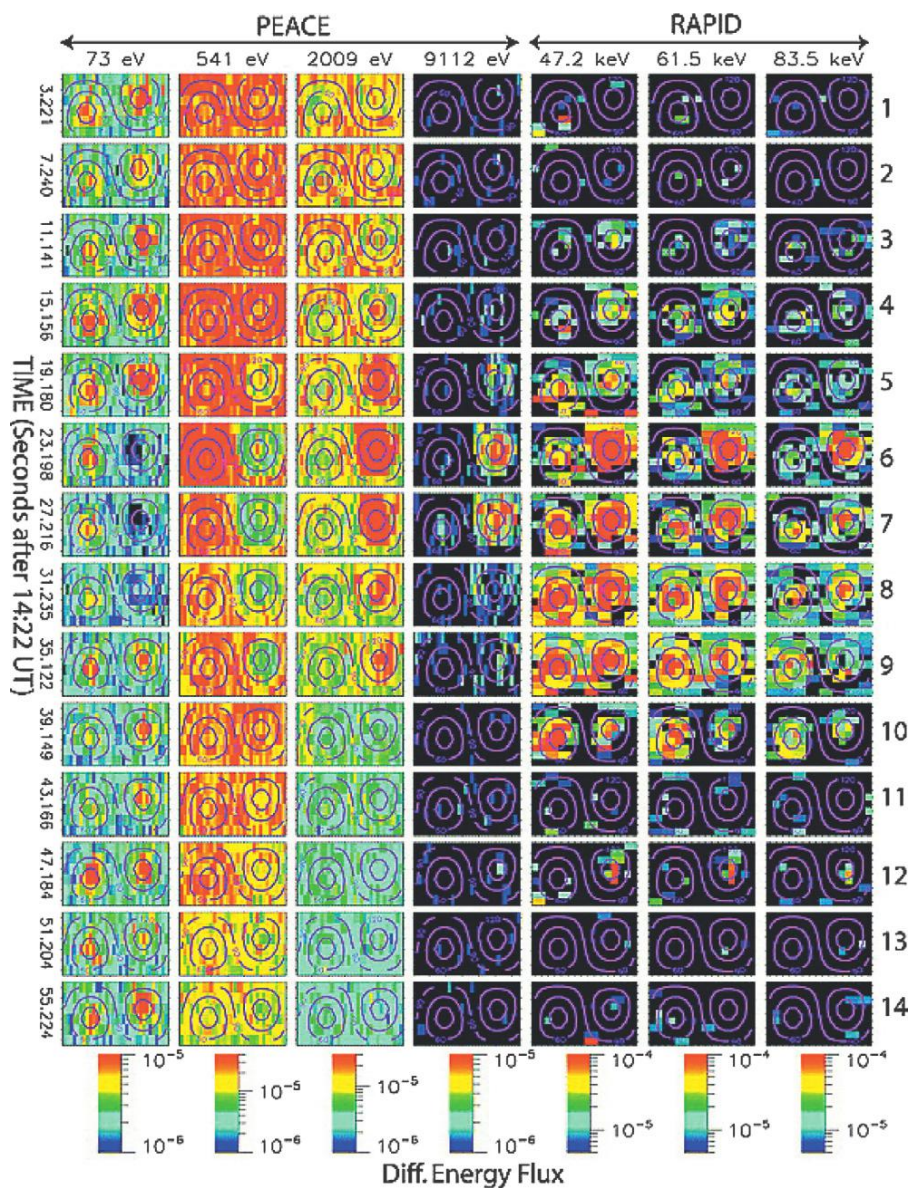 PEACE RAPID
73 eV 541 eV 2009 eV 9112 eV 47.2 keV 61.5 keV 83.5 keV
TIME (Seconds after 14:22 UT)
3.221 1
7.240 2
11.141 3
15.156 4
19.180 5
23.198 6
27.216 7
31.235 8
35.122 9
39.149 10
43.166 11
47.184 12
51.204 13
55.224 14
10⁻⁵ 10⁻⁵ 10⁻⁵ 10⁻⁵ 10⁻⁴ 10⁻⁴ 10⁻⁴
10⁻⁶ 10⁻⁶ 10⁻⁶ 10⁻⁶ 10⁻⁵ 10⁻⁵ 10⁻⁵
Diff. Energy Flux